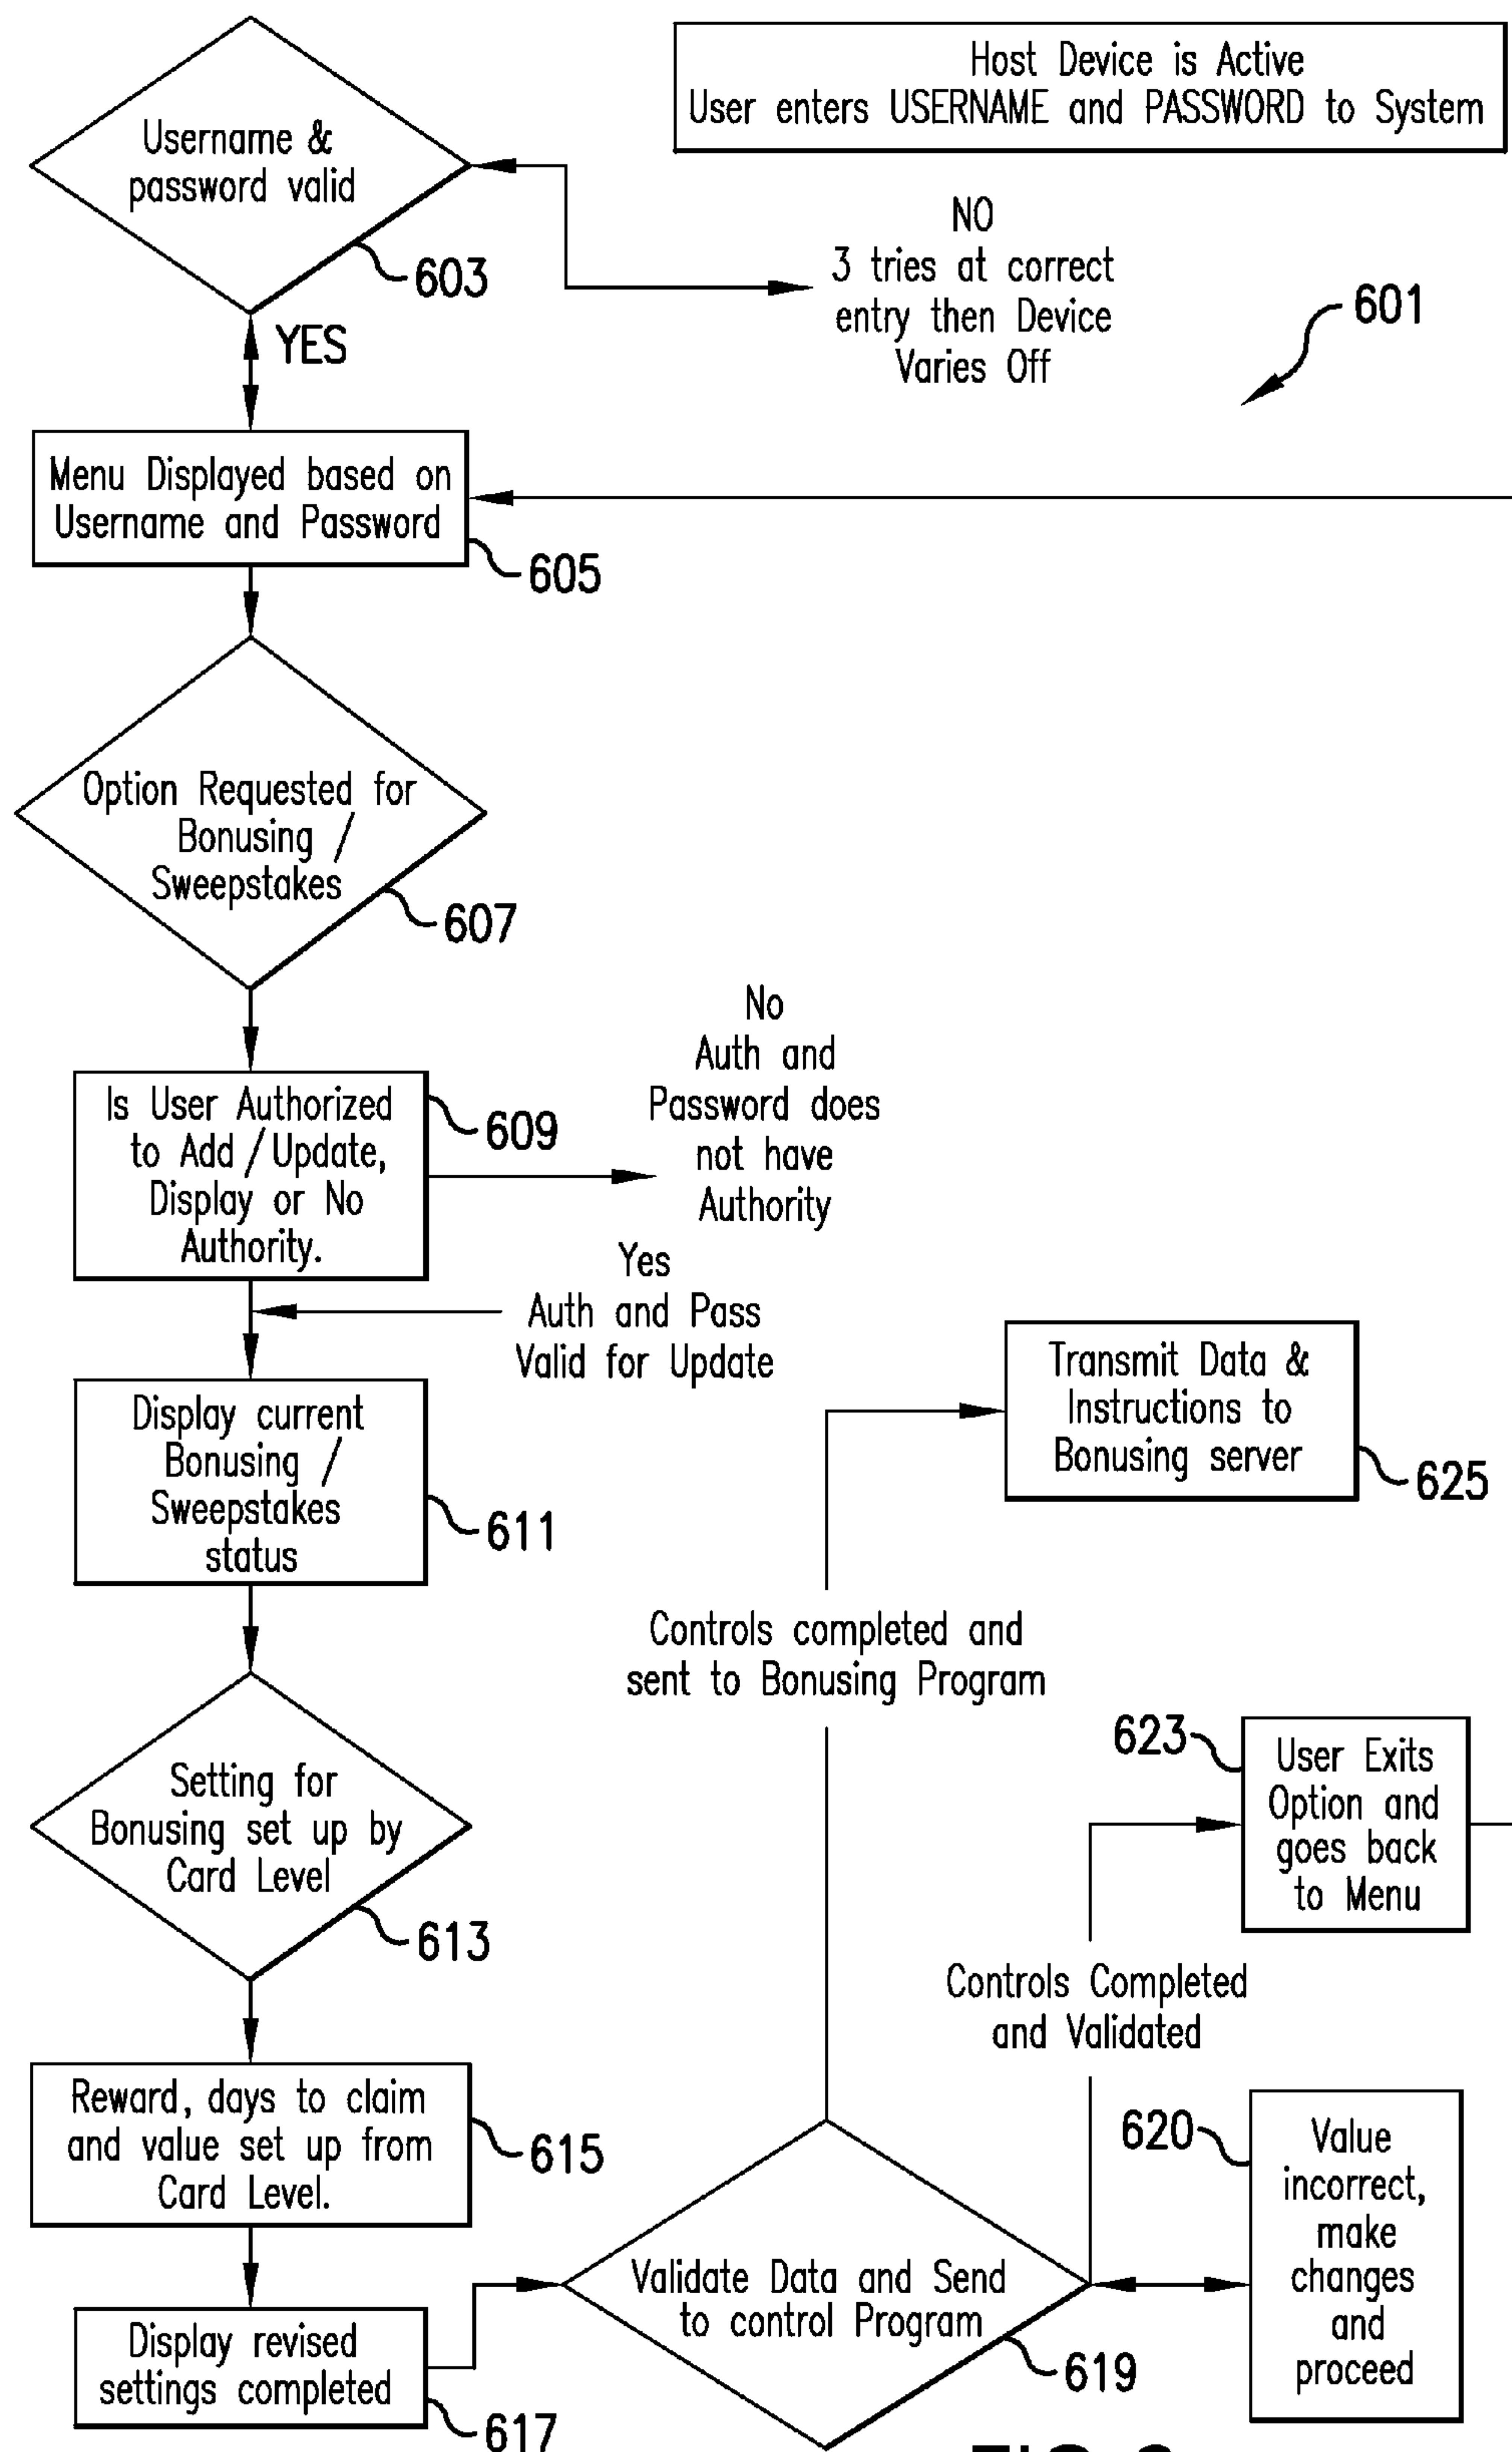 Host Device is Active
User enters USERNAME and PASSWORD to System
Username &
password valid
603
NO
3 tries at correct
entry then Device
Varies Off
601
YES
Menu Displayed based on
Username and Password
605
Option Requested for
Bonusing /
Sweepstakes
607
Is User Authorized
to Add/Update,
Display or No
Authority.
609
No
Auth and
Password does
not have
Authority
Yes
Auth and Pass
Valid for Update
Display current
Bonusing /
Sweepstakes
status
611
Transmit Data &
Instructions to
Bonusing server
625
Controls completed and
sent to Bonusing Program
Setting for
Bonusing set up by
Card Level
613
623
User Exits
Option and
goes back
to Menu
Controls Completed
and Validated
Reward, days to claim
and value set up from
Card Level.
615
Display revised
settings completed
617
Validate Data and Send
to control Program
619
620
Value
incorrect,
make
changes
and
proceed